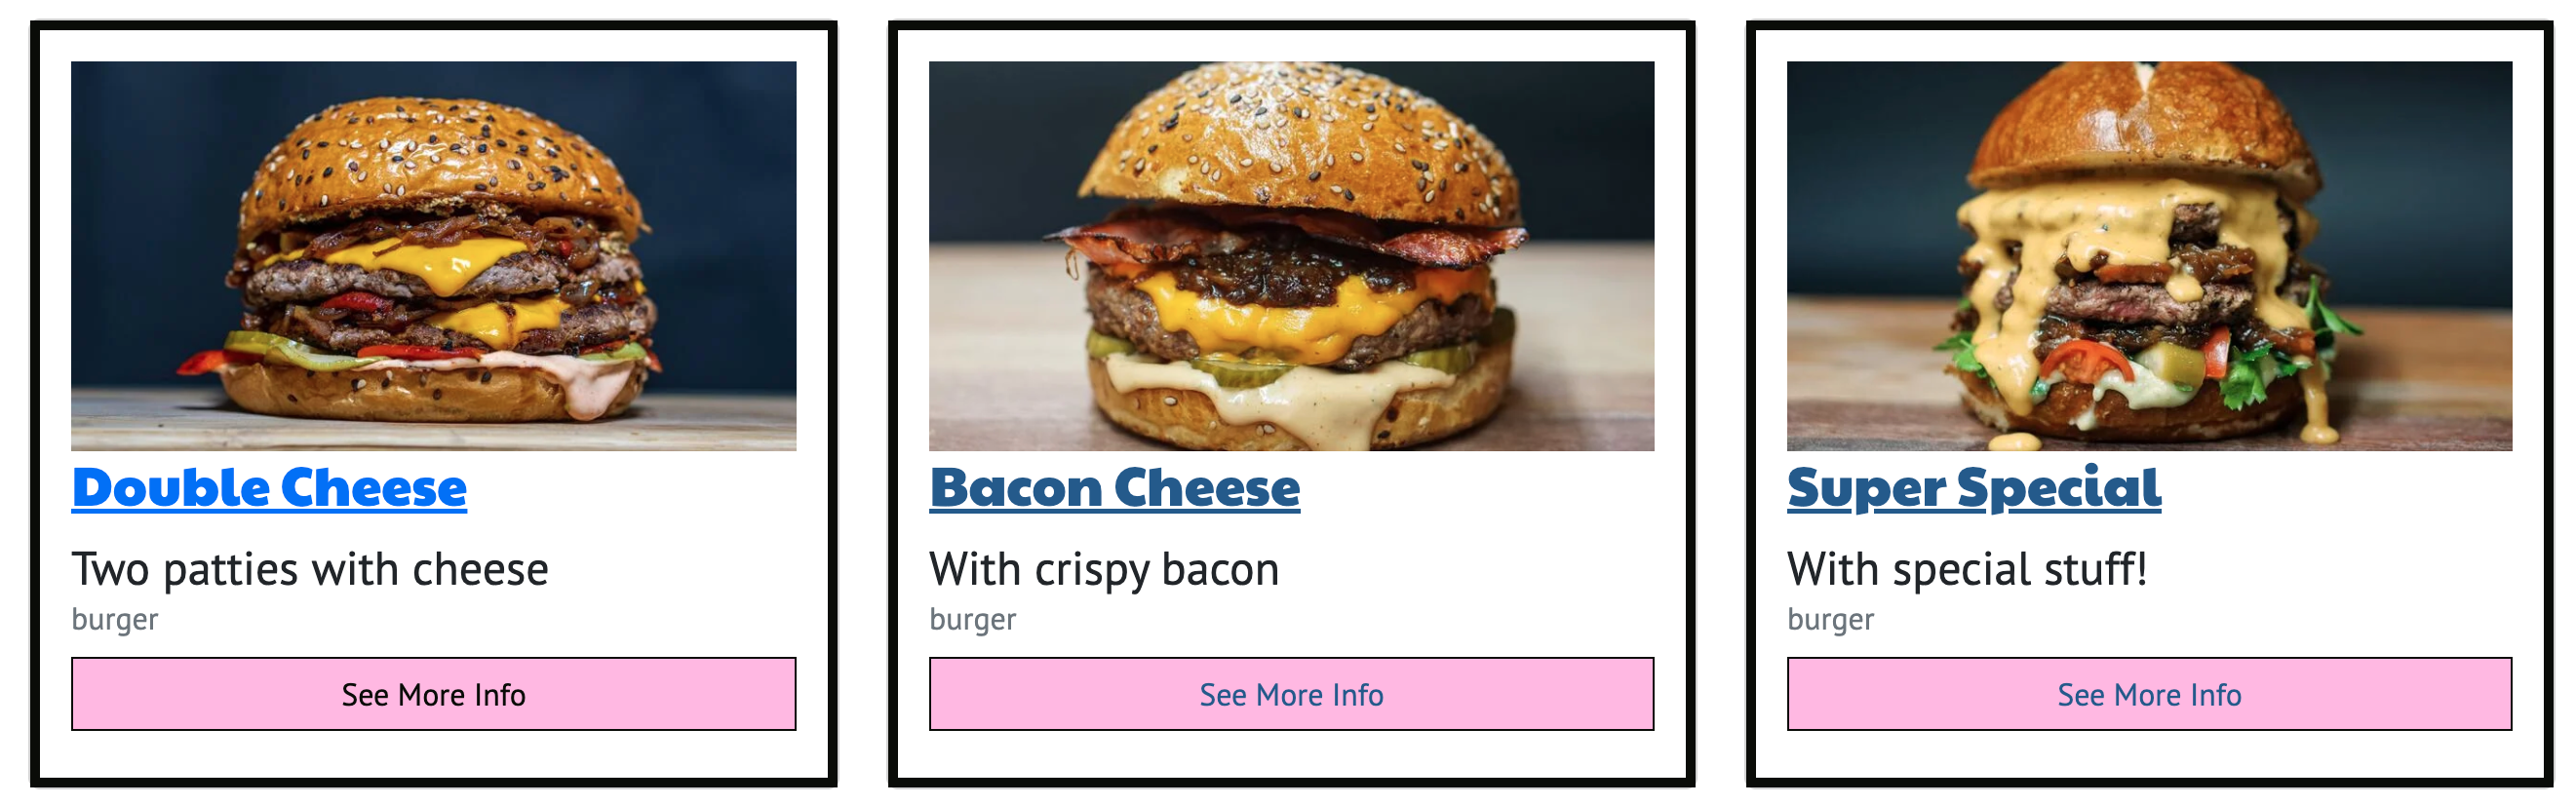 Double Cheese
Two patties with cheese
burger
See More Info
Bacon Cheese
With crispy bacon
burger
See More Info
Super Special
With special stuff!
burger
See More Info